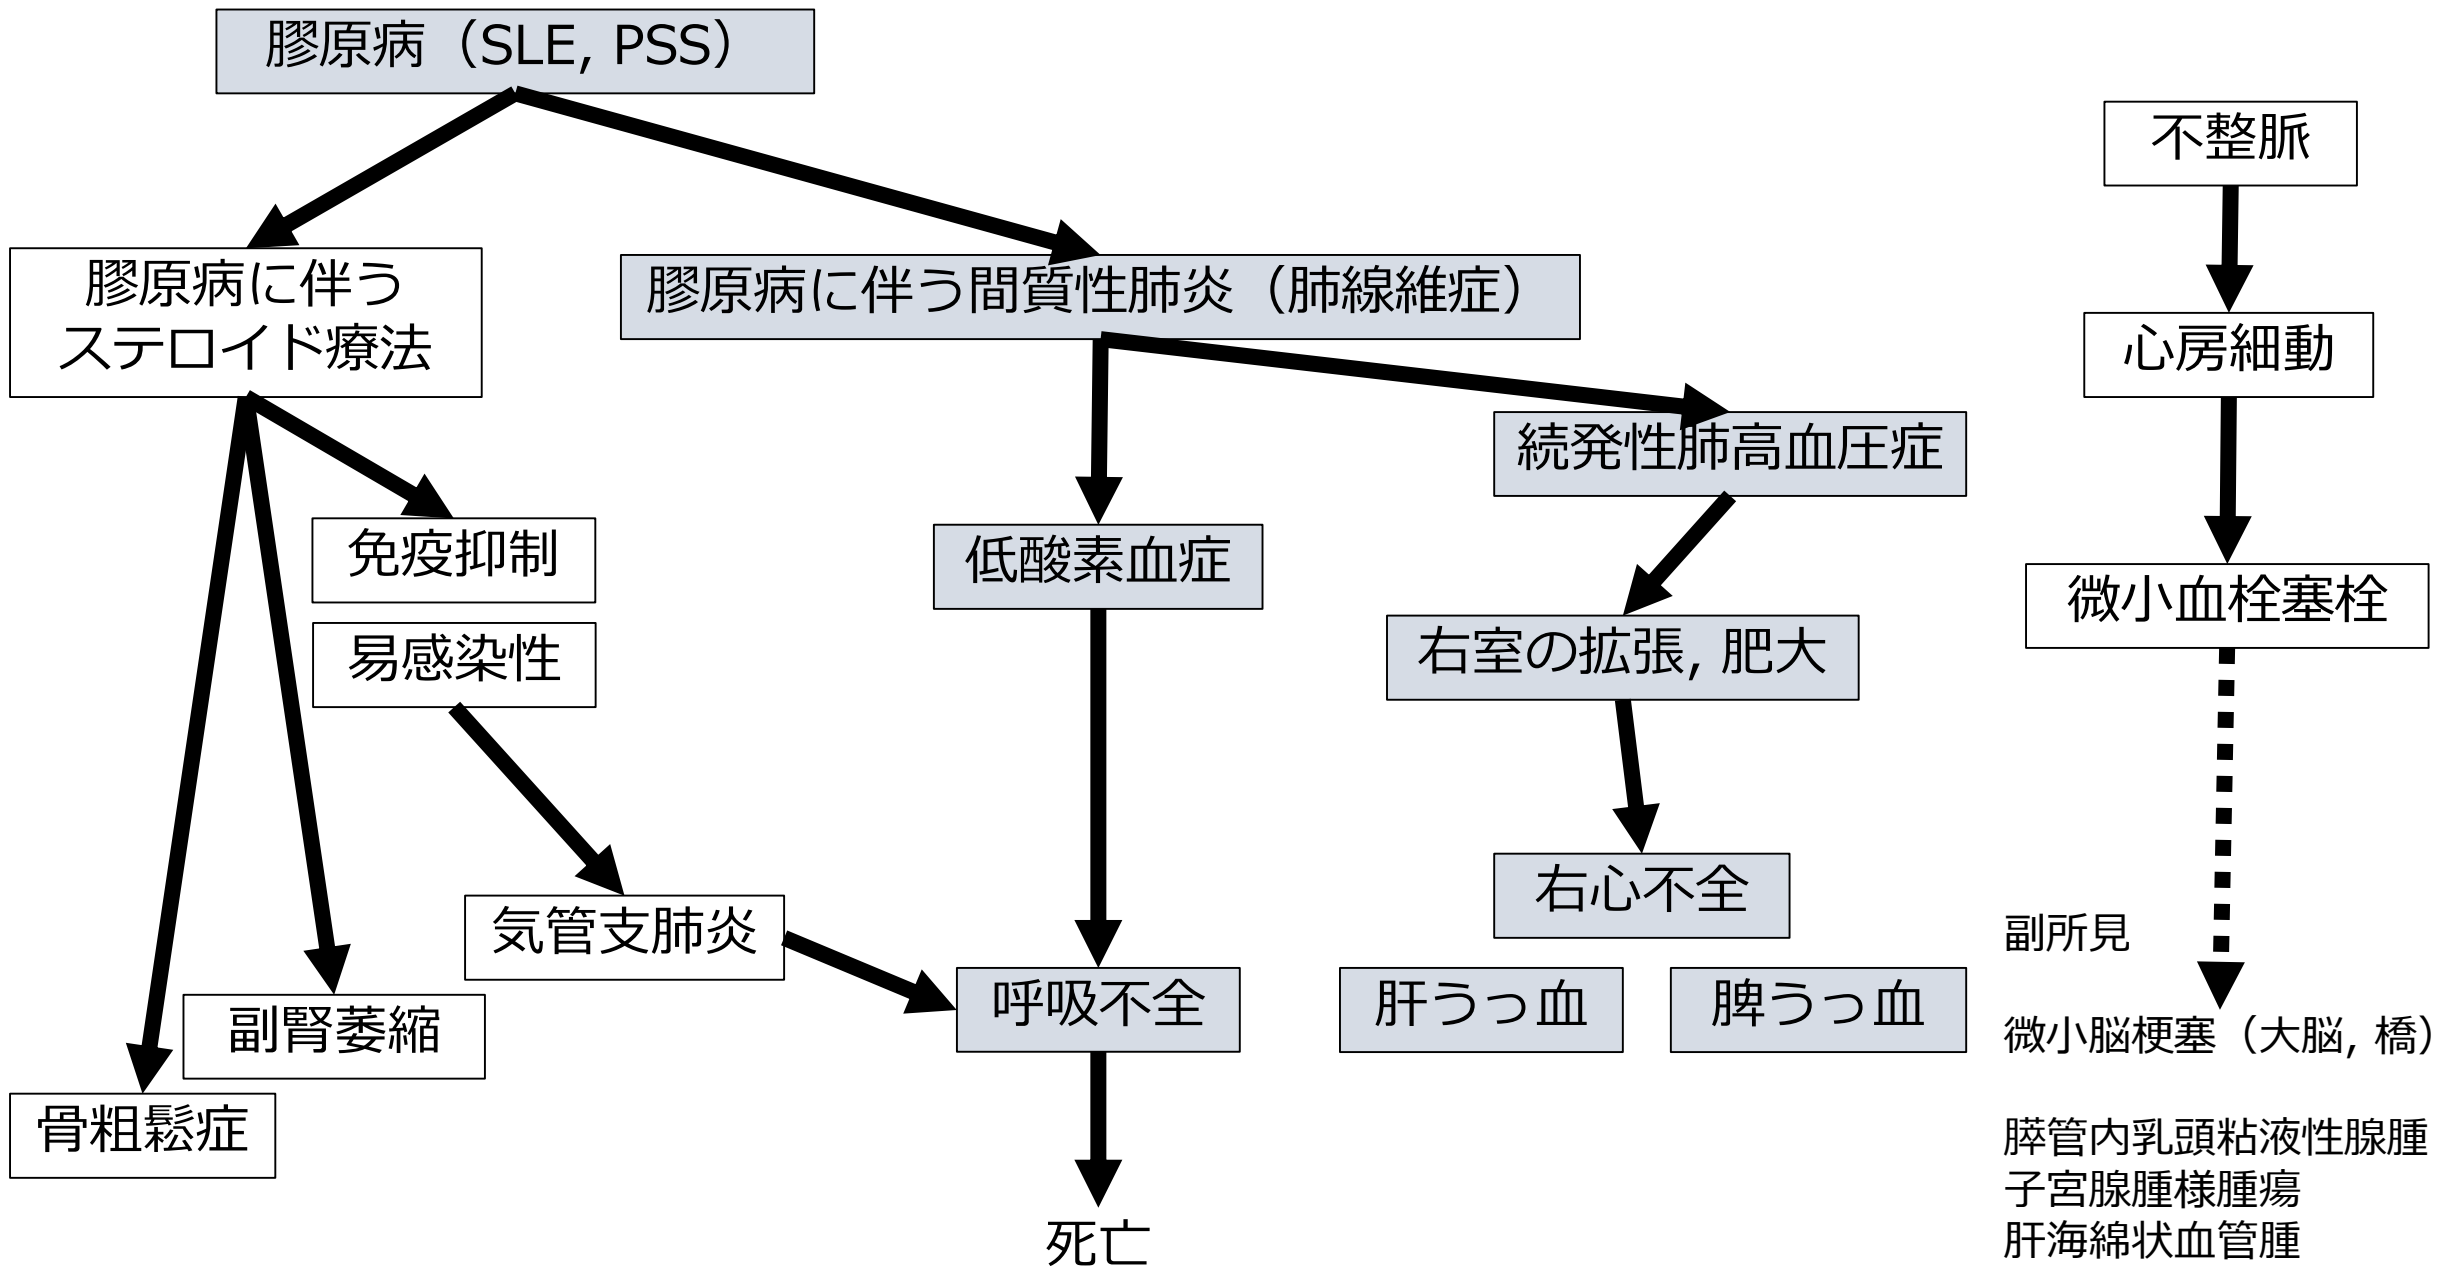 膠原病（SLE, PSS）
不整脈
膠原病に伴う
ステロイド療法
膠原病に伴う間質性肺炎（肺線維症）
心房細動
続発性肺高血圧症
免疫抑制
低酸素血症
微小血栓塞栓
易感染性
右室の拡張, 肥大
気管支肺炎
右心不全
副所見
呼吸不全
肝うっ血
脾うっ血
副腎萎縮
微小脳梗塞（大脳, 橋）
骨粗鬆症
膵管内乳頭粘液性腺腫
子宮腺腫様腫瘍
肝海綿状血管腫
死亡